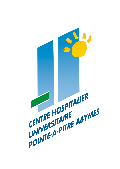 CENTRE HOSPITALIER
UNIVERSITAIRE
POINTE-A-PITRE ABYMES